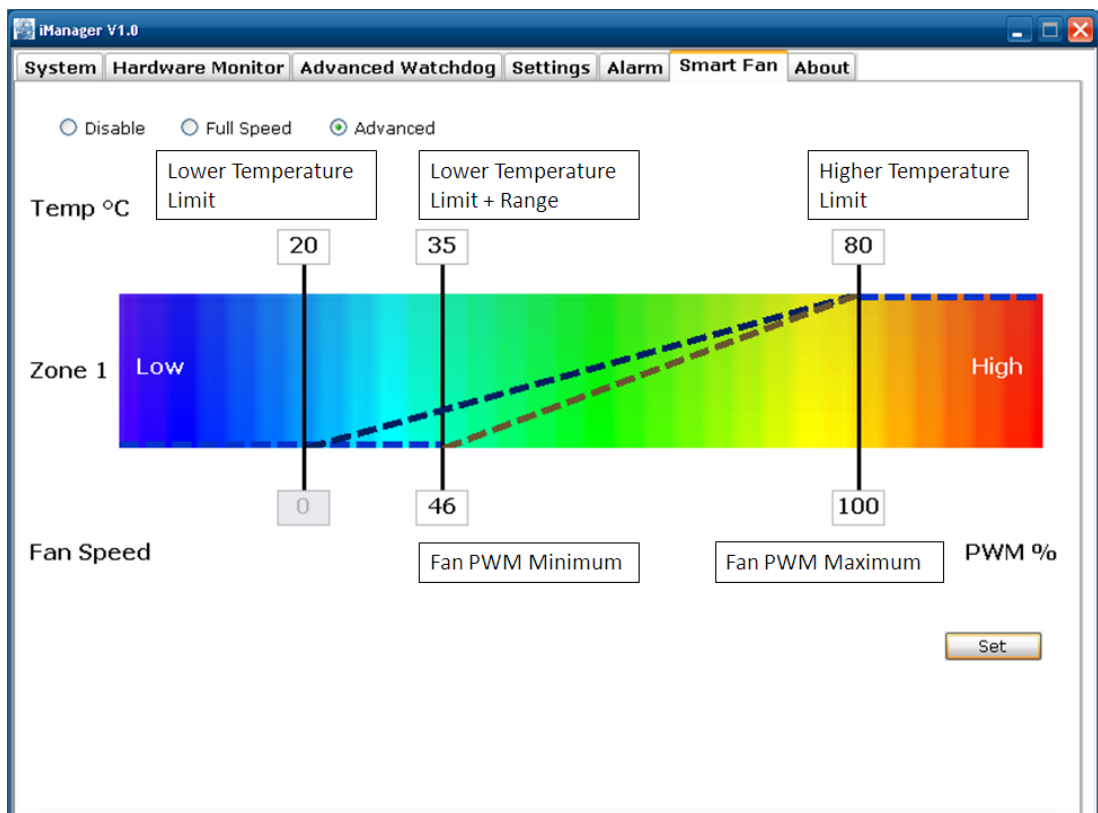 iManager V1.0
System Hardware Monitor Advanced Watchdog Settings Alarm Smart Fan About
Disable Full Speed Advanced
Lower Temperature
Limit
Lower Temperature
Limit + Range
Higher Temperature
Limit
Temp °C
20 35 80
Zone 1 Low High
0 46 100
Fan Speed
Fan PWM Minimum
Fan PWM Maximum
PWM %
Set